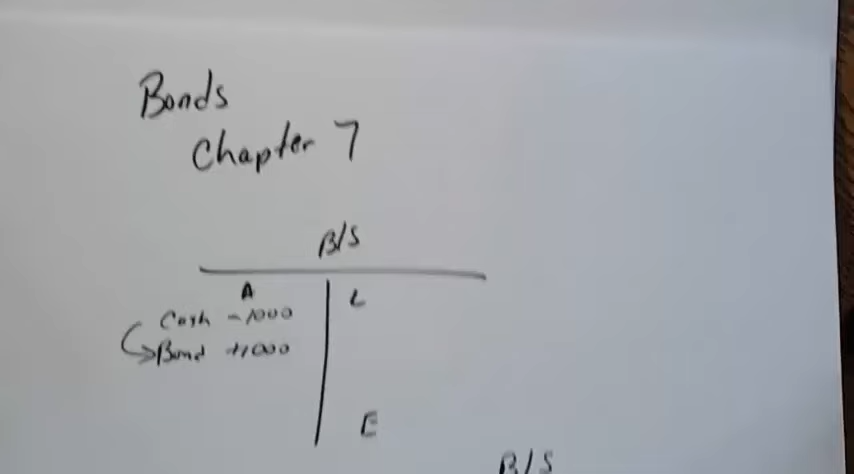 Bonds
Chapter 7
B/S
A L
Cash -1000
Bond +1000
E
B/S